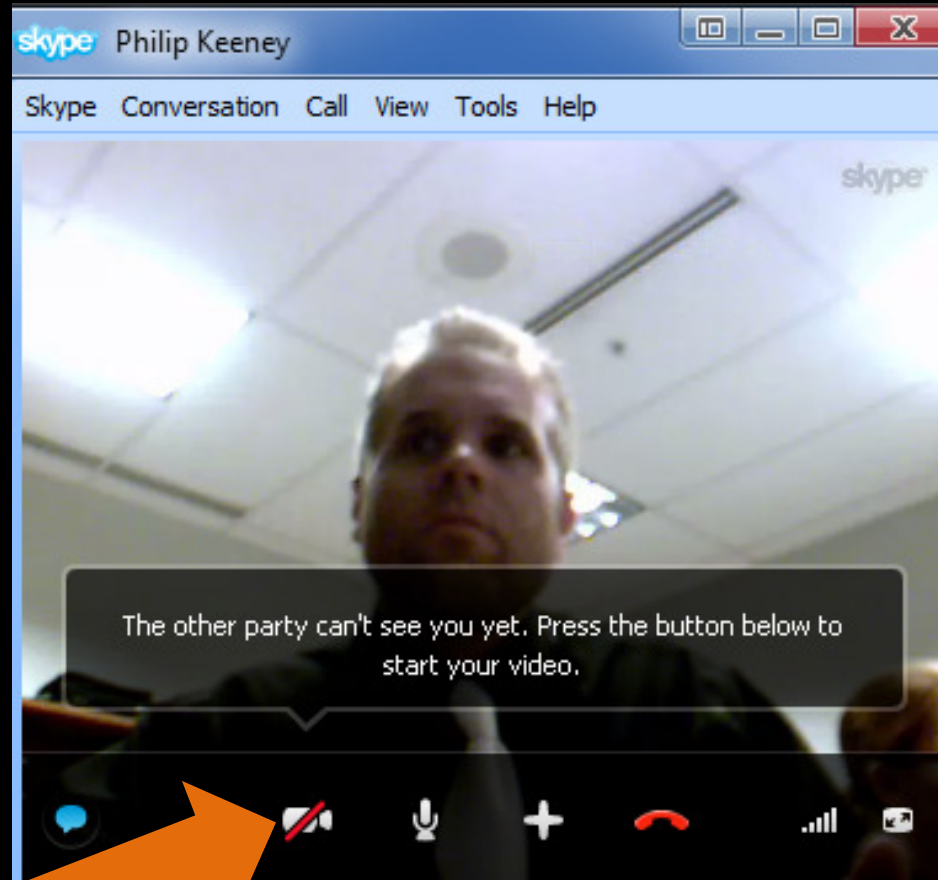 skype Philip Keeney
Skype Conversation Call View Tools Help
skype
The other party can't see you yet. Press the button below to
start your video.